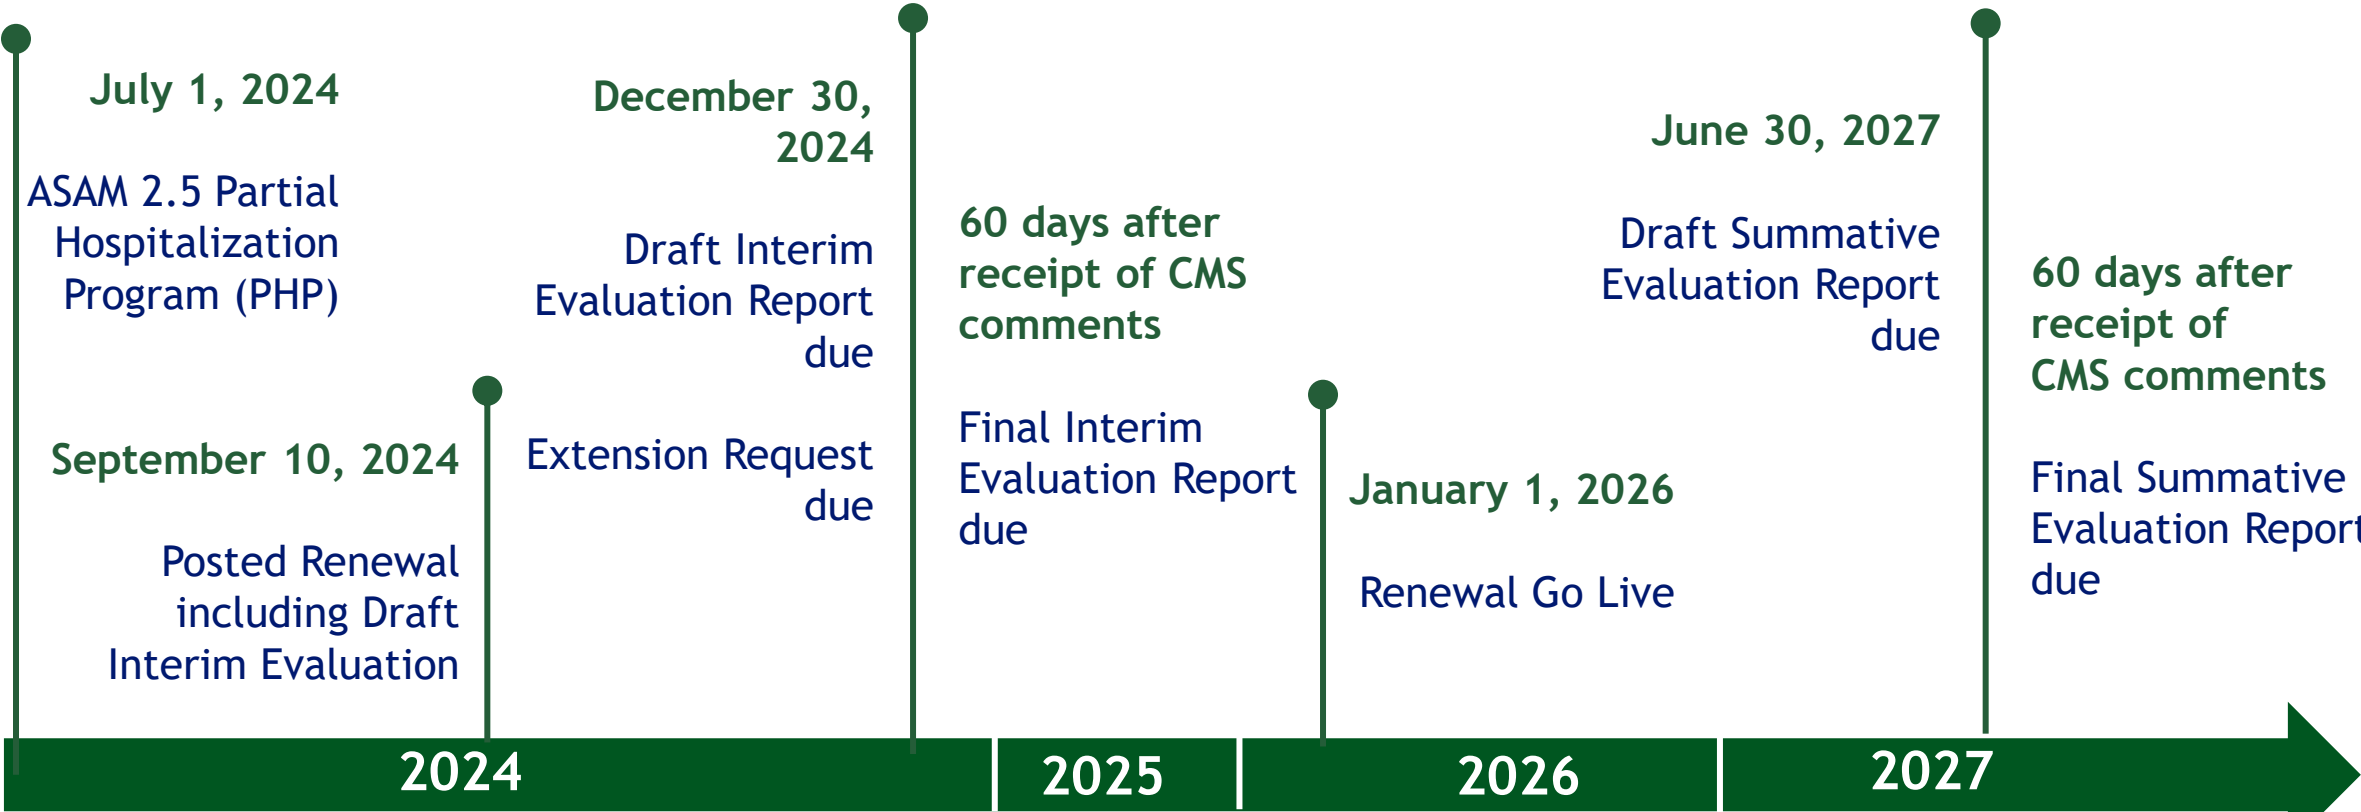 July 1, 2024
ASAM 2.5 Partial
Hospitalization
Program (PHP)
September 10, 2024
Posted Renewal
including Draft
Interim Evaluation
December 30,
2024
Draft Interim
Evaluation Report
due
Extension Request
due
60 days after
receipt of CMS
comments
Final Interim
Evaluation Report
due
January 1, 2026
Renewal Go Live
June 30, 2027
Draft Summative
Evaluation Report
due
60 days after
receipt of
CMS comments
Final Summative
Evaluation Report
due
2024
2025
2026
2027